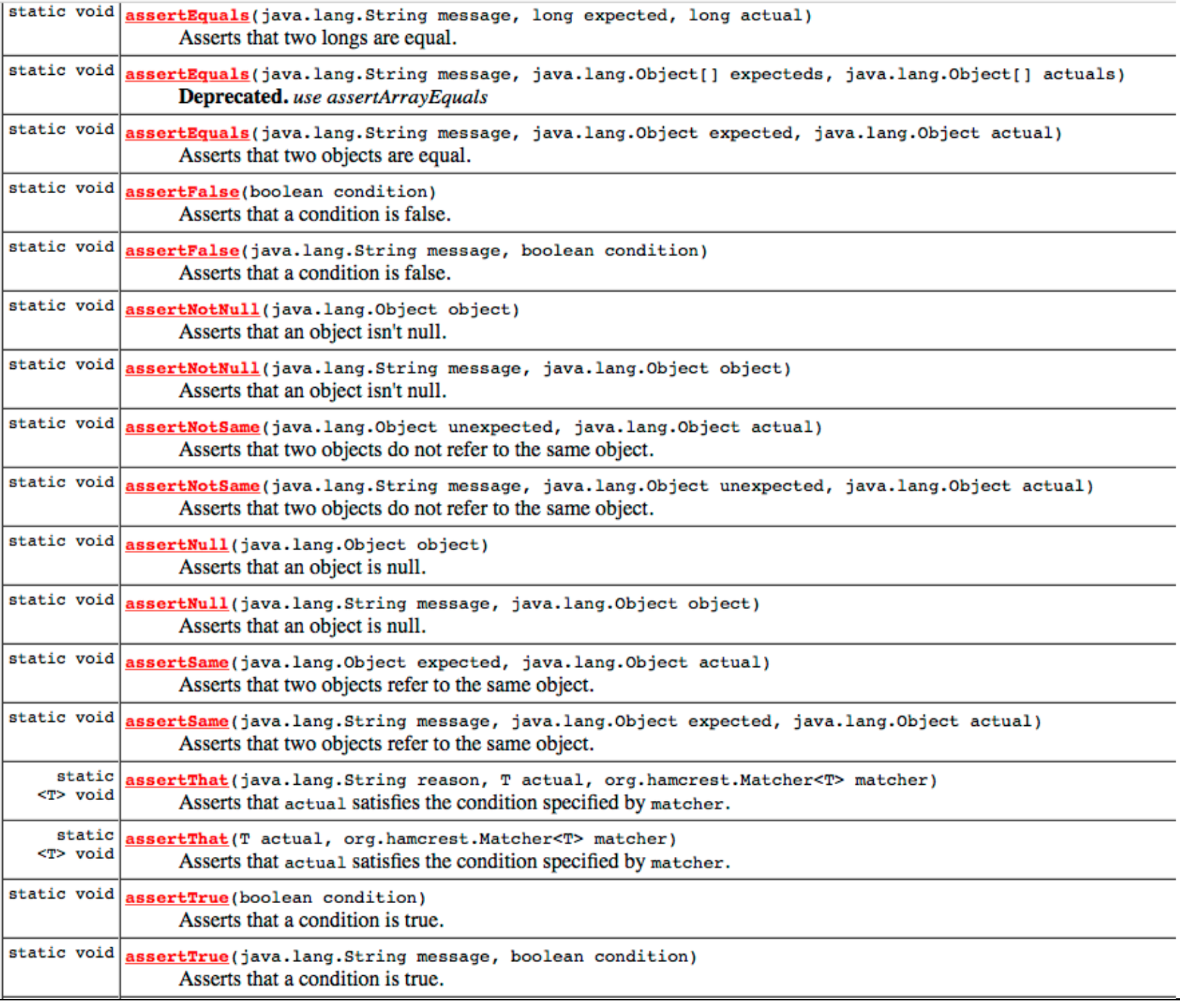 static void assertEquals(java.lang.String message, long expected, long actual)
Asserts that two longs are equal.
static void assertEquals(java.lang.String message, java.lang.Object[] expecteds, java.lang.Object[] actuals)
Deprecated. use assertArrayEquals
static void assertEquals(java.lang.String message, java.lang.Object expected, java.lang.Object actual)
Asserts that two objects are equal.
static void assertFalse(boolean condition)
Asserts that a condition is false.
static void assertFalse(java.lang.String message, boolean condition)
Asserts that a condition is false.
static void assertNotNull(java.lang.Object object)
Asserts that an object isn't null.
static void assertNotNull(java.lang.String message, java.lang.Object object)
Asserts that an object isn't null.
static void assertNotSame(java.lang.Object unexpected, java.lang.Object actual)
Asserts that two objects do not refer to the same object.
static void assertNotSame(java.lang.String message, java.lang.Object unexpected, java.lang.Object actual)
Asserts that two objects do not refer to the same object.
static void assertNull(java.lang.Object object)
Asserts that an object is null.
static void assertNull(java.lang.String message, java.lang.Object object)
Asserts that an object is null.
static void assertSame(java.lang.Object expected, java.lang.Object actual)
Asserts that two objects refer to the same object.
static void assertSame(java.lang.String message, java.lang.Object expected, java.lang.Object actual)
Asserts that two objects refer to the same object.
static assertThat(java.lang.String reason, T actual, org.hamcrest.Matcher<T> matcher)
<T> void Asserts that actual satisfies the condition specified by matcher.
static assertThat(T actual, org.hamcrest.Matcher<T> matcher)
<T> void Asserts that actual satisfies the condition specified by matcher.
static void assertTrue(boolean condition)
Asserts that a condition is true.
static void assertTrue(java.lang.String message, boolean condition)
Asserts that a condition is true.